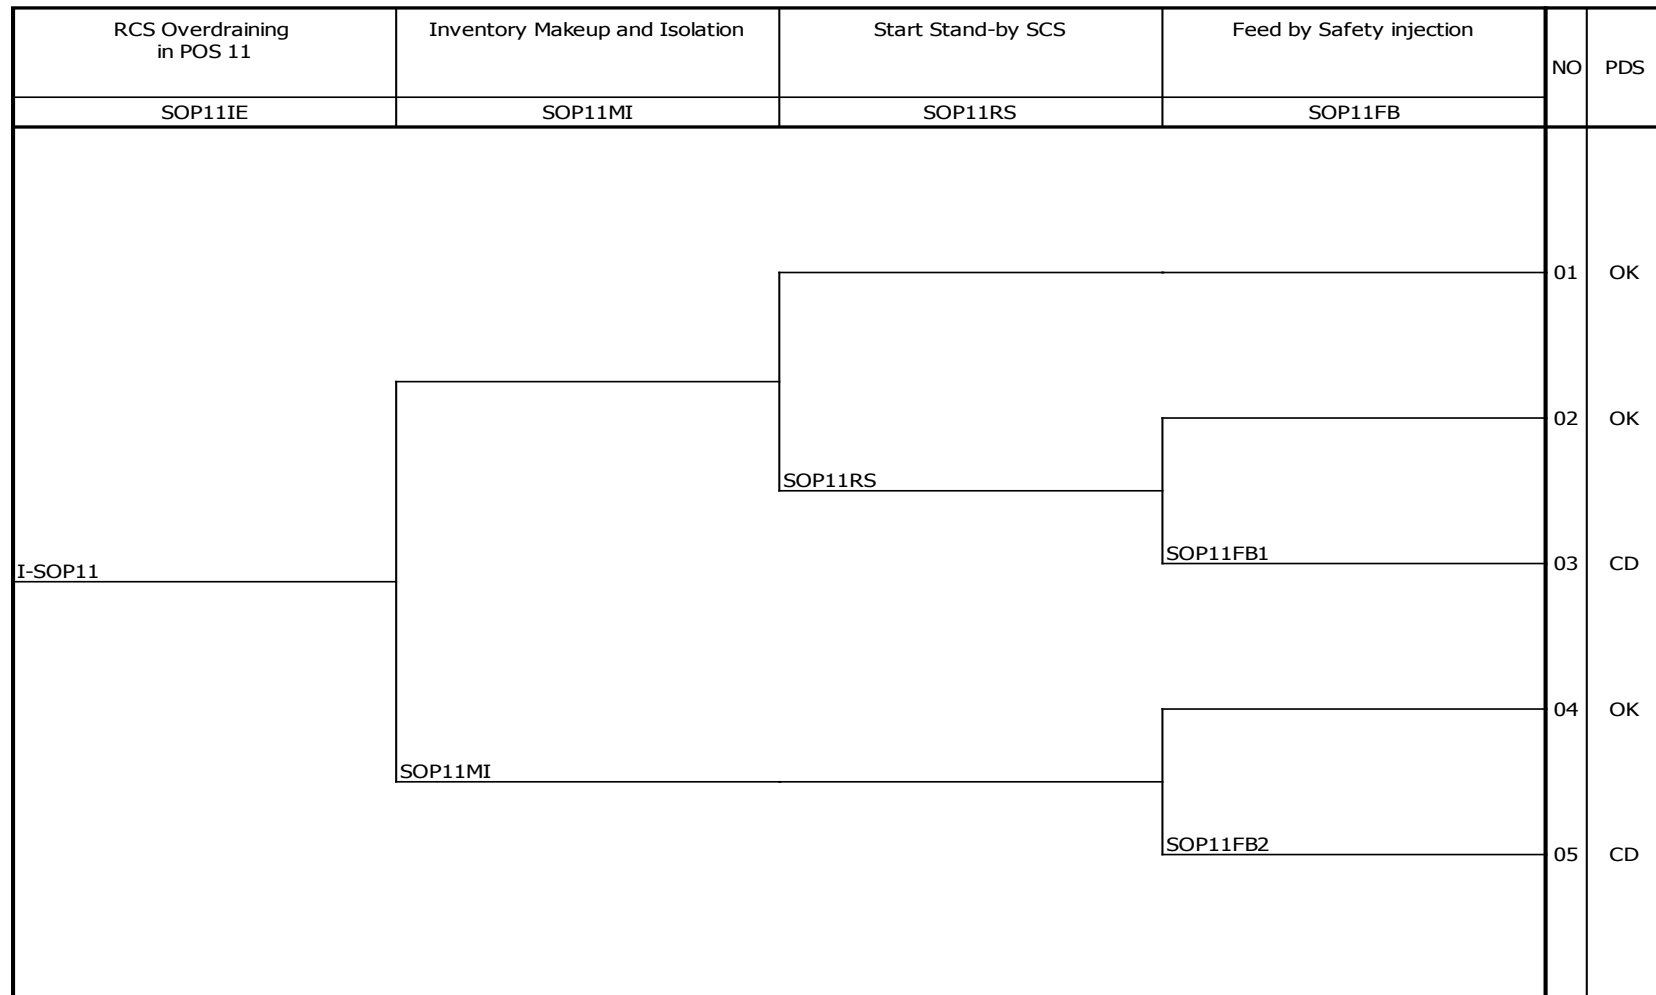 RCS Overdraining
in POS 11
Inventory Makeup and Isolation
Start Stand-by SCS
Feed by Safety injection
NO
PDS
SOP11IE
SOP11MI
SOP11RS
SOP11FB
01
OK
02
OK
SOP11RS
SOP11FB1
03
CD
I-SOP11
04
OK
SOP11MI
SOP11FB2
05
CD